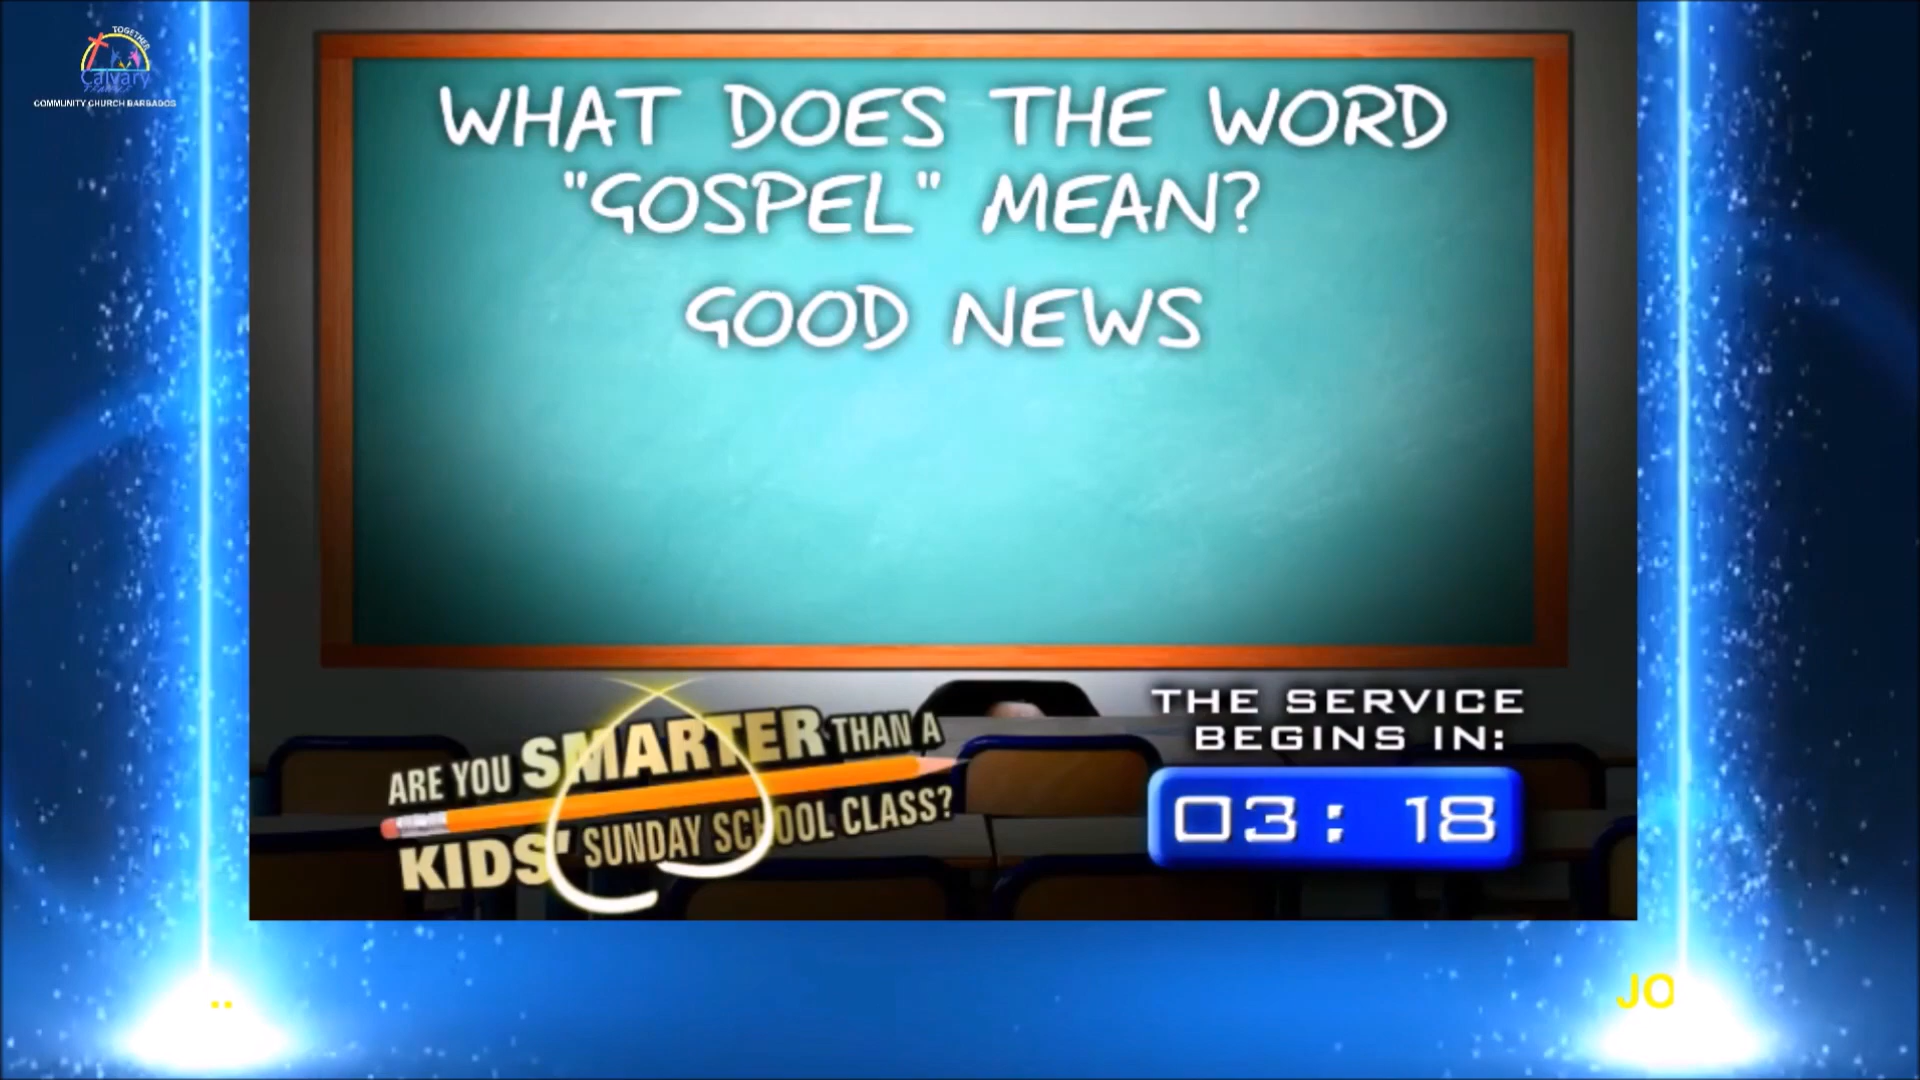 TOGETHER
Calvary
COMMUNITY CHURCH BARBADOS
WHAT DOES THE WORD
"GOSPEL" MEAN?
GOOD NEWS
ARE YOU SMARTER THAN A
KIDS' SUNDAY SCHOOL CLASS?
THE SERVICE
BEGINS IN:
03: 18
..
JO